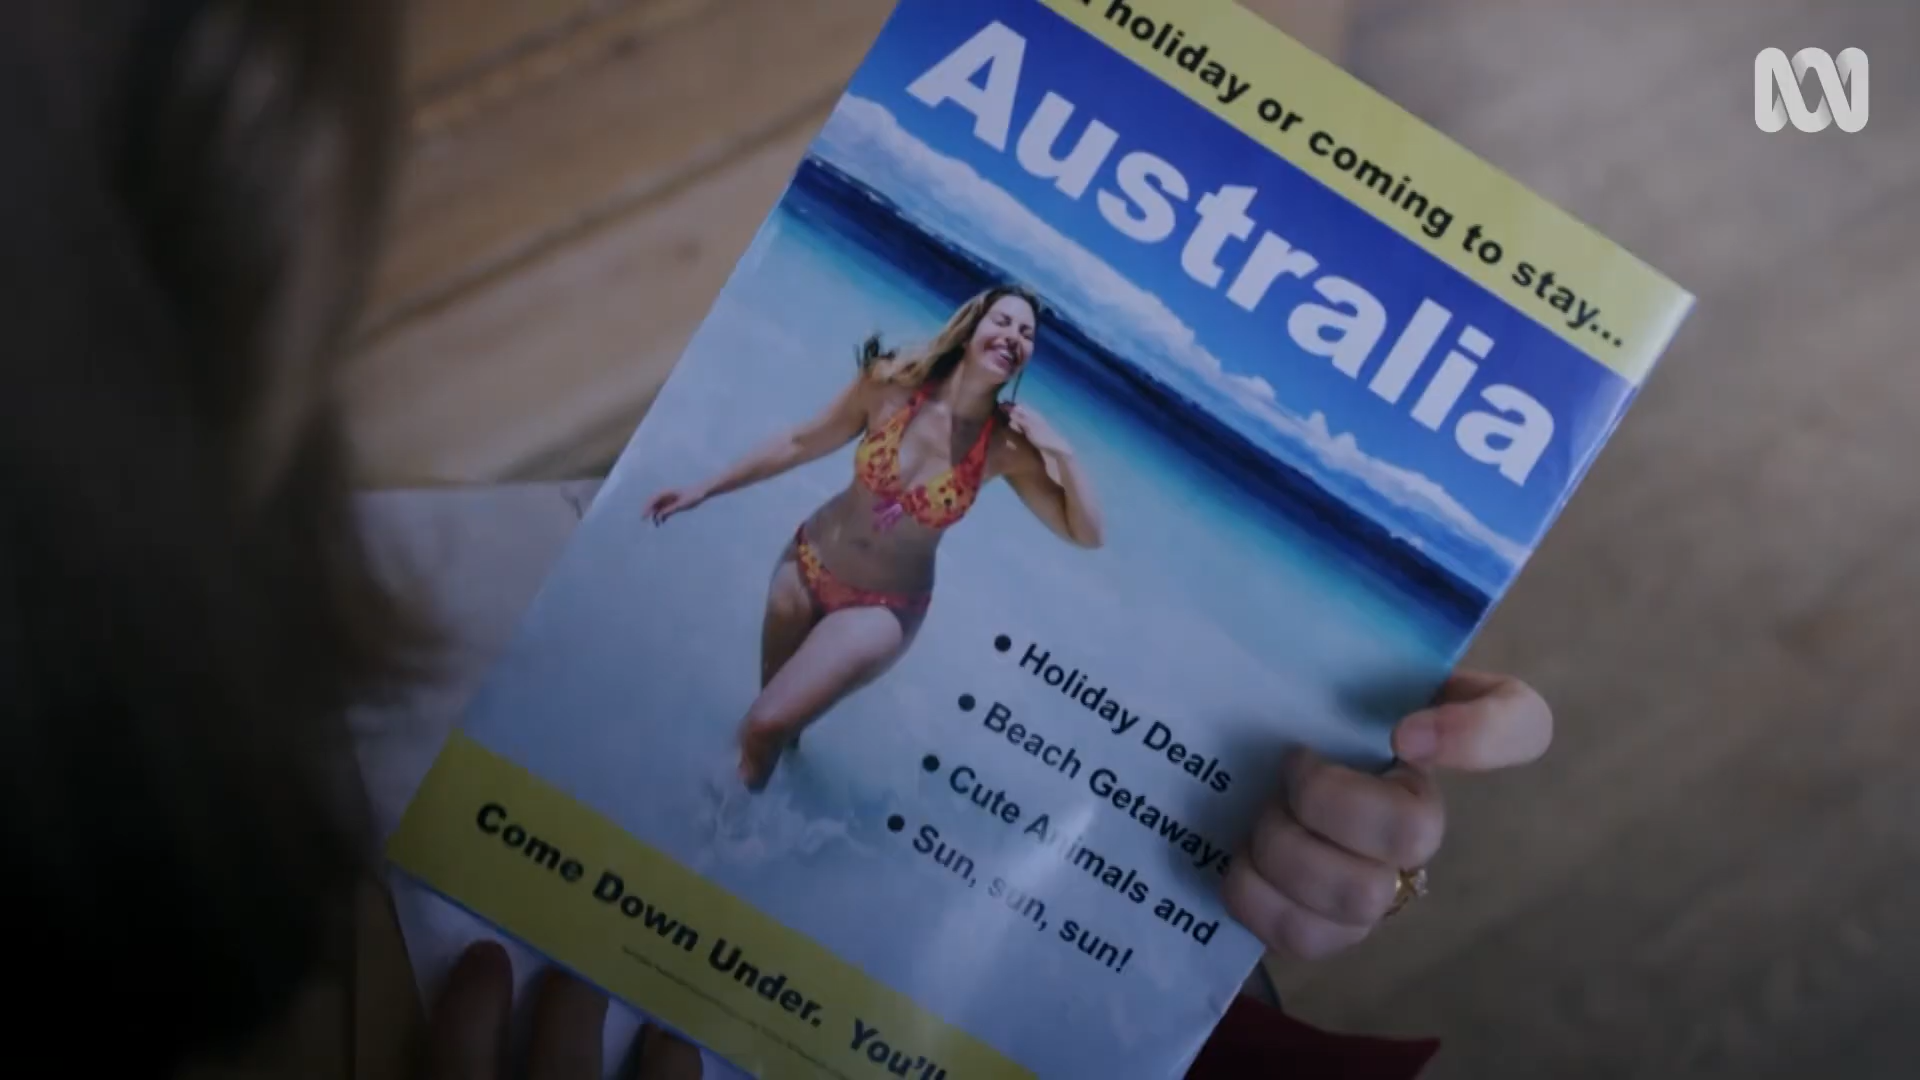 holiday or coming to stay...
Australia
• Holiday Deals
• Beach Getaways
• Cute Animals and
• Sun, sun, sun!
Come Down Under. You'll